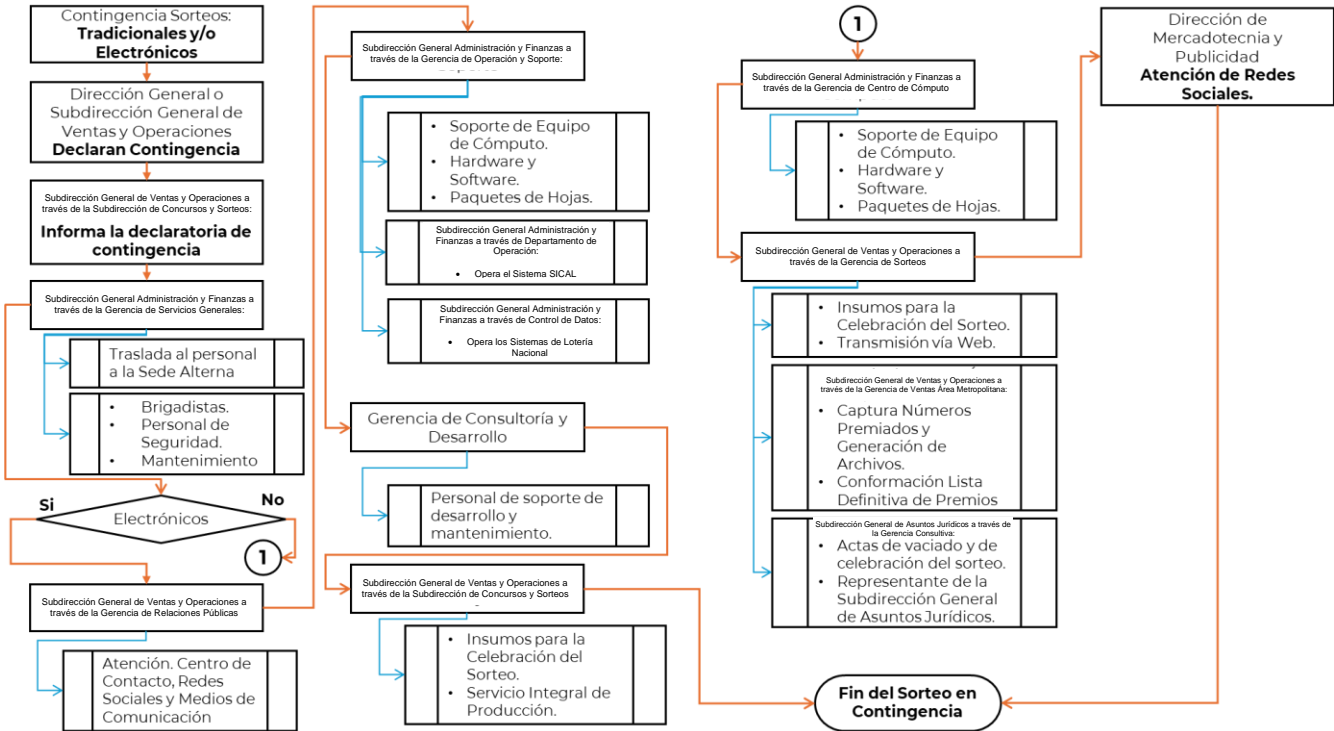 Contingencia Sorteos:
Tradicionales y/o
Electrónicos
Dirección General o
Subdirección General de
Ventas y Operaciones
Declaran Contingencia
Subdirección General de Ventas y Operaciones a
través de la Subdirección de Concursos y Sorteos:
Informa la declaratoria de
contingencia
Subdirección General Administración y Finanzas a
través de la Gerencia de Servicios Generales:
Traslada al personal
a la Sede Alterna
• Brigadistas.
• Personal de
Seguridad.
• Mantenimiento
Si
No
Electrónicos
1
Subdirección General de Ventas y Operaciones a
través de la Gerencia de Relaciones Públicas
Atención. Centro de
Contacto, Redes
Sociales y Medios de
Comunicación
Subdirección General Administración y Finanzas a
través de la Gerencia de Operación y Soporte:
• Soporte de Equipo
de Cómputo.
• Hardware y
Software.
• Paquetes de Hojas.
Subdirección General Administración y
Finanzas a través de Departamento de
Operación:
• Opera el Sistema SICAL
Subdirección General Administración y
Finanzas a través de Control de Datos:
• Opera los Sistemas de Lotería
Nacional
Gerencia de Consultoría y
Desarrollo
Personal de soporte de
desarrollo y
mantenimiento.
Subdirección General de Ventas y Operaciones a
través de la Subdirección de Concursos y Sorteos
• Insumos para la
Celebración del
Sorteo.
• Servicio Integral de
Producción.
1
Subdirección General Administración y Finanzas a
través de la Gerencia de Centro de Cómputo
• Soporte de Equipo
de Cómputo.
• Hardware y
Software.
• Paquetes de Hojas.
Subdirección General de Ventas y Operaciones
a través de la Gerencia de Sorteos
• Insumos para la
Celebración del Sorteo.
• Transmisión vía Web.
Subdirección General de Ventas y Operaciones a
través de la Gerencia de Ventas Área Metropolitana:
• Captura Números
Premiados y
Generación de
Archivos.
• Conformación Lista
Definitiva de Premios
Subdirección General de Asuntos Jurídicos a través de
la Gerencia Consultiva:
• Actas de vaciado y de
celebración del sorteo.
• Representante de la
Subdirección General
de Asuntos Jurídicos.
Dirección de
Mercadotecnia y
Publicidad
Atención de Redes
Sociales.
Fin del Sorteo en
Contingencia